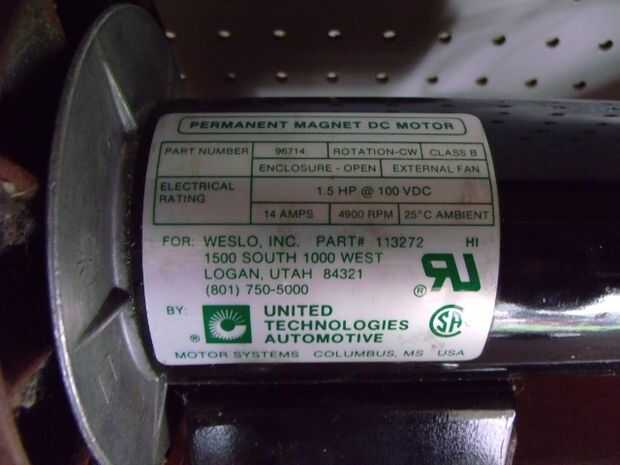 PERMANENT MAGNET DC MOTOR
PART NUMBER 96714 ROTATION-CW CLASS B
ENCLOSURE - OPEN EXTERNAL FAN
ELECTRICAL RATING 1.5 HP @ 100 VDC
14 AMPS 4900 RPM 25°C AMBIENT
FOR: WESLO, INC. PART# 113272 HI
1500 SOUTH 1000 WEST
LOGAN, UTAH 84321
(801) 750-5000
®
BY: UNITED
TECHNOLOGIES
AUTOMOTIVE
®
MOTOR SYSTEMS COLUMBUS, MS USA